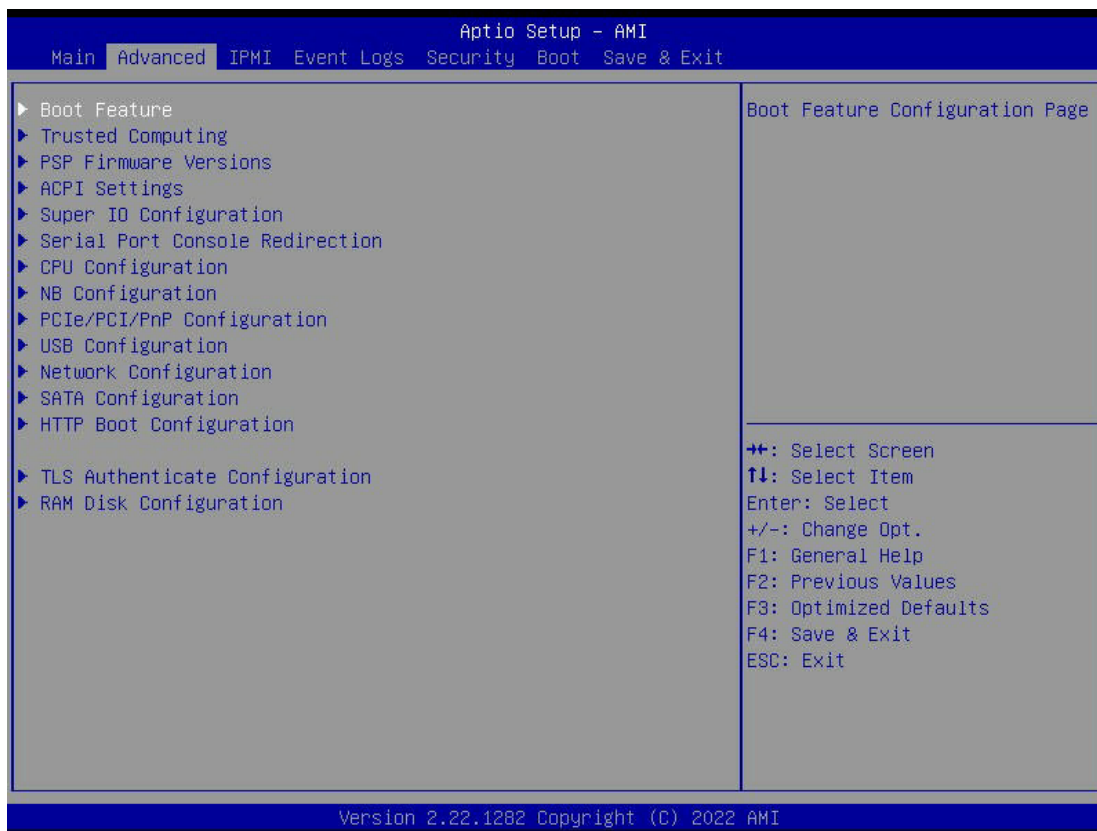 Aptio Setup – AMI
Main Advanced IPMI Event Logs Security Boot Save & Exit
▶ Boot Feature
▶ Trusted Computing
▶ PSP Firmware Versions
▶ ACPI Settings
▶ Super IO Configuration
▶ Serial Port Console Redirection
▶ CPU Configuration
▶ NB Configuration
▶ PCIe/PCI/PnP Configuration
▶ USB Configuration
▶ Network Configuration
▶ SATA Configuration
▶ HTTP Boot Configuration
▶ TLS Authenticate Configuration
▶ RAM Disk Configuration
Boot Feature Configuration Page
→←: Select Screen
↑↓: Select Item
Enter: Select
+/-: Change Opt.
F1: General Help
F2: Previous Values
F3: Optimized Defaults
F4: Save & Exit
ESC: Exit
Version 2.22.1282 Copyright (C) 2022 AMI